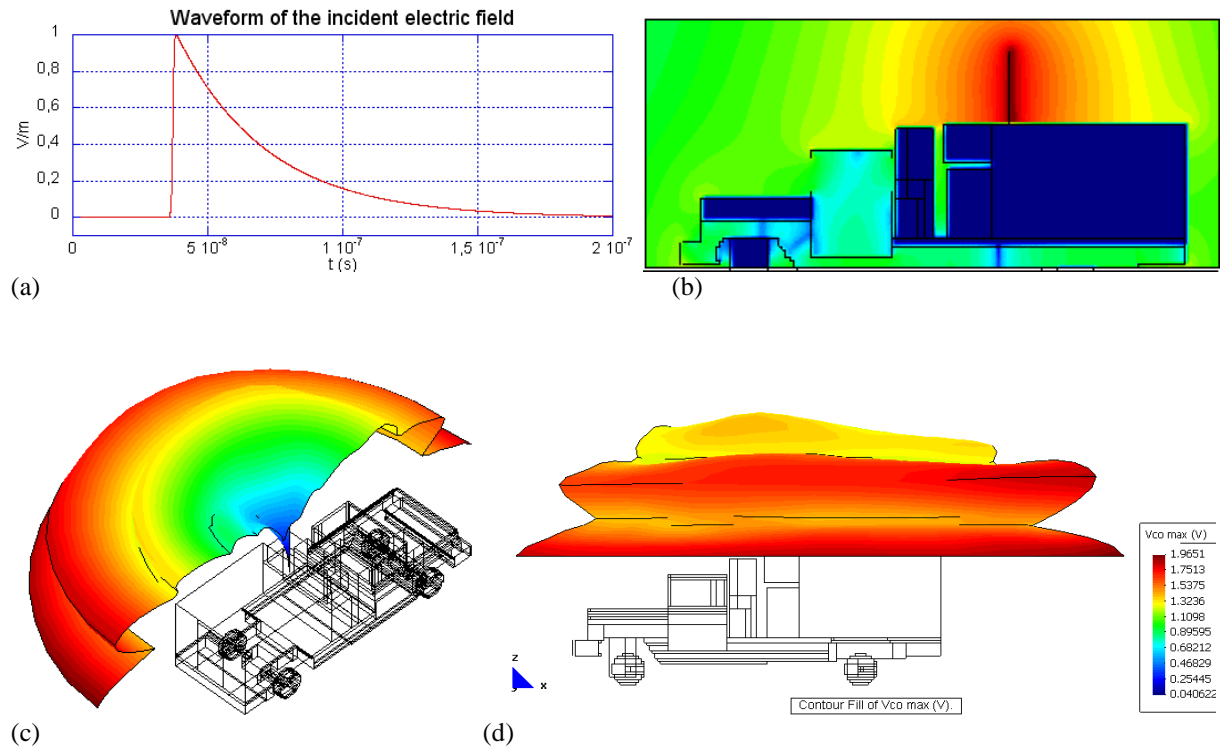 Waveform of the incident electric field
1
0,8
0,6
0,4
0,2
0
V/m
0
5 10⁻⁸
1 10⁻⁷
1,5 10⁻⁷
2 10⁻⁷
t (s)
(a)
(b)
Vco max (V)
1.9651
1.7513
1.5375
1.3236
1.1098
0.89595
0.68212
0.46829
0.25445
0.040622
z
x
Contour Fill of Vco max (V).
(c)
(d)